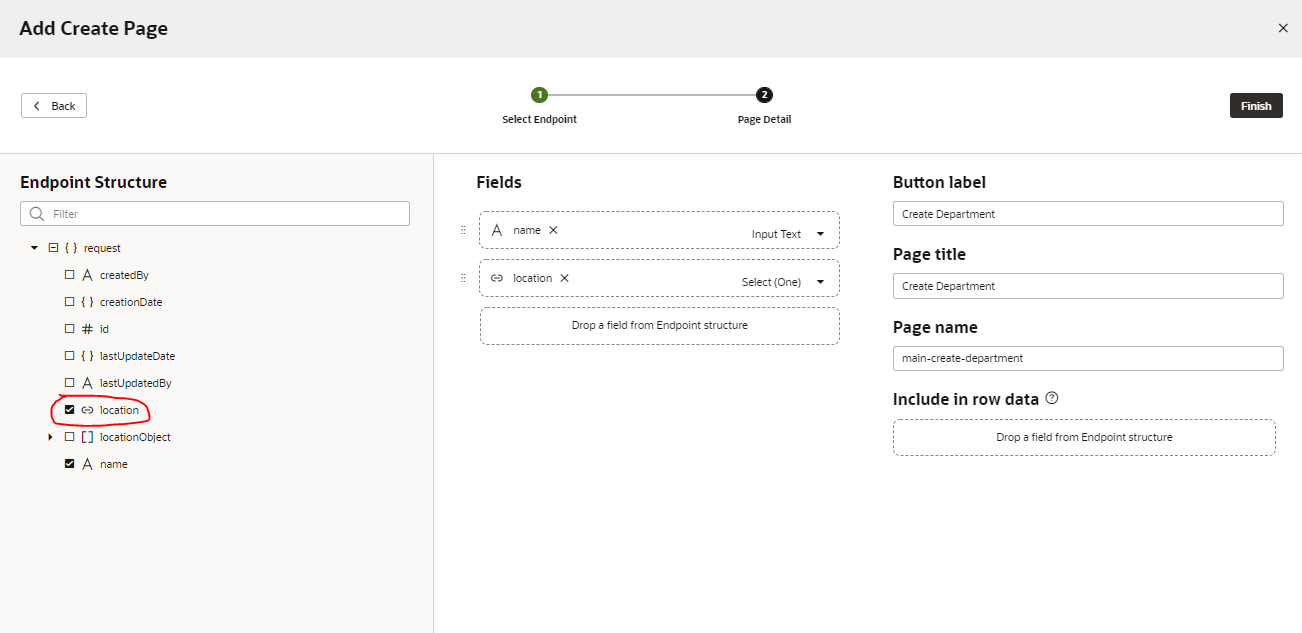 Add Create Page
Back
1
2
Select Endpoint
Page Detail
Finish
Endpoint Structure
Filter
{ } request
A createdBy
{ } creationDate
# id
{ } lastUpdateDate
A lastUpdatedBy
location
[ ] locationObject
A name
Fields
A name
Input Text
location
Select (One)
Drop a field from Endpoint structure
Button label
Create Department
Page title
Create Department
Page name
main-create-department
Include in row data ?
Drop a field from Endpoint structure